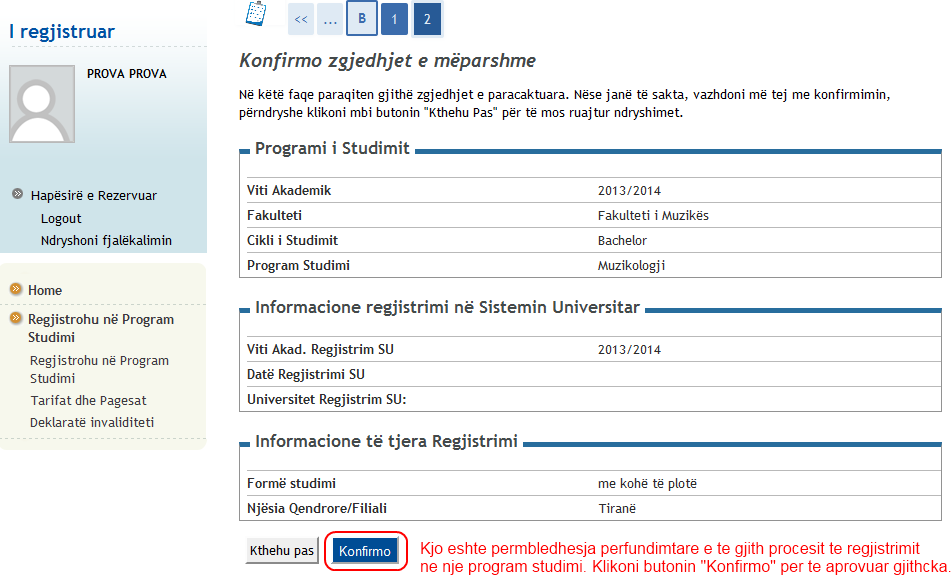 I regjistruar
PROVA PROVA
Hapësirë e Rezervuar
Logout
Ndryshoni fjalëkalimin
Home
Regjistrohu në Program
Studimi
Regjistrohu në Program
Studimi
Tarifat dhe Pagesat
Deklaratë invaliditeti
<< ... B 1 2
Konfirmo zgjedhjet e mëparshme
Në këtë faqe paraqiten gjithë zgjedhjet e paracaktuara. Nëse janë të sakta, vazhdoni më tej me konfirmimin,
përndryshe klikoni mbi butonin "Kthehu Pas" për të mos ruajtur ndryshimet.
Programi i Studimit
Viti Akademik 2013/2014
Fakulteti Fakulteti i Muzikës
Cikli i Studimit Bachelor
Program Studimi Muzikologji
Informacione regjistrimi në Sistemin Universitar
Viti Akad. Regjistrim SU 2013/2014
Datë Regjistrimi SU
Universitet Regjistrim SU:
Informacione të tjera Regjistrimi
Formë studimi me kohë të plotë
Njësia Qendrore/Filiali Tiranë
Kthehu pas Konfirmo
Kjo eshte permbledhesja perfundimtare e te gjith procesit te regjistrimit
ne nje program studimi. Klikoni butonin "Konfirmo" per te aprovuar gjithcka.